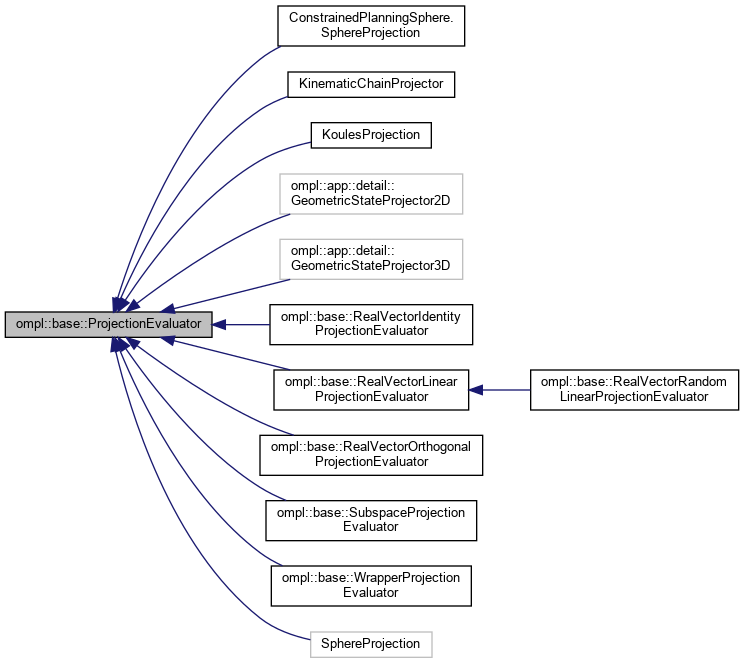 ConstrainedPlanningSphere.
SphereProjection
KinematicChainProjector
KoulesProjection
ompl::app::detail::
GeometricStateProjector2D
ompl::app::detail::
GeometricStateProjector3D
ompl::base::ProjectionEvaluator
ompl::base::RealVectorIdentity
ProjectionEvaluator
ompl::base::RealVectorLinear
ProjectionEvaluator
ompl::base::RealVectorRandom
LinearProjectionEvaluator
ompl::base::RealVectorOrthogonal
ProjectionEvaluator
ompl::base::SubspaceProjection
Evaluator
ompl::base::WrapperProjection
Evaluator
SphereProjection